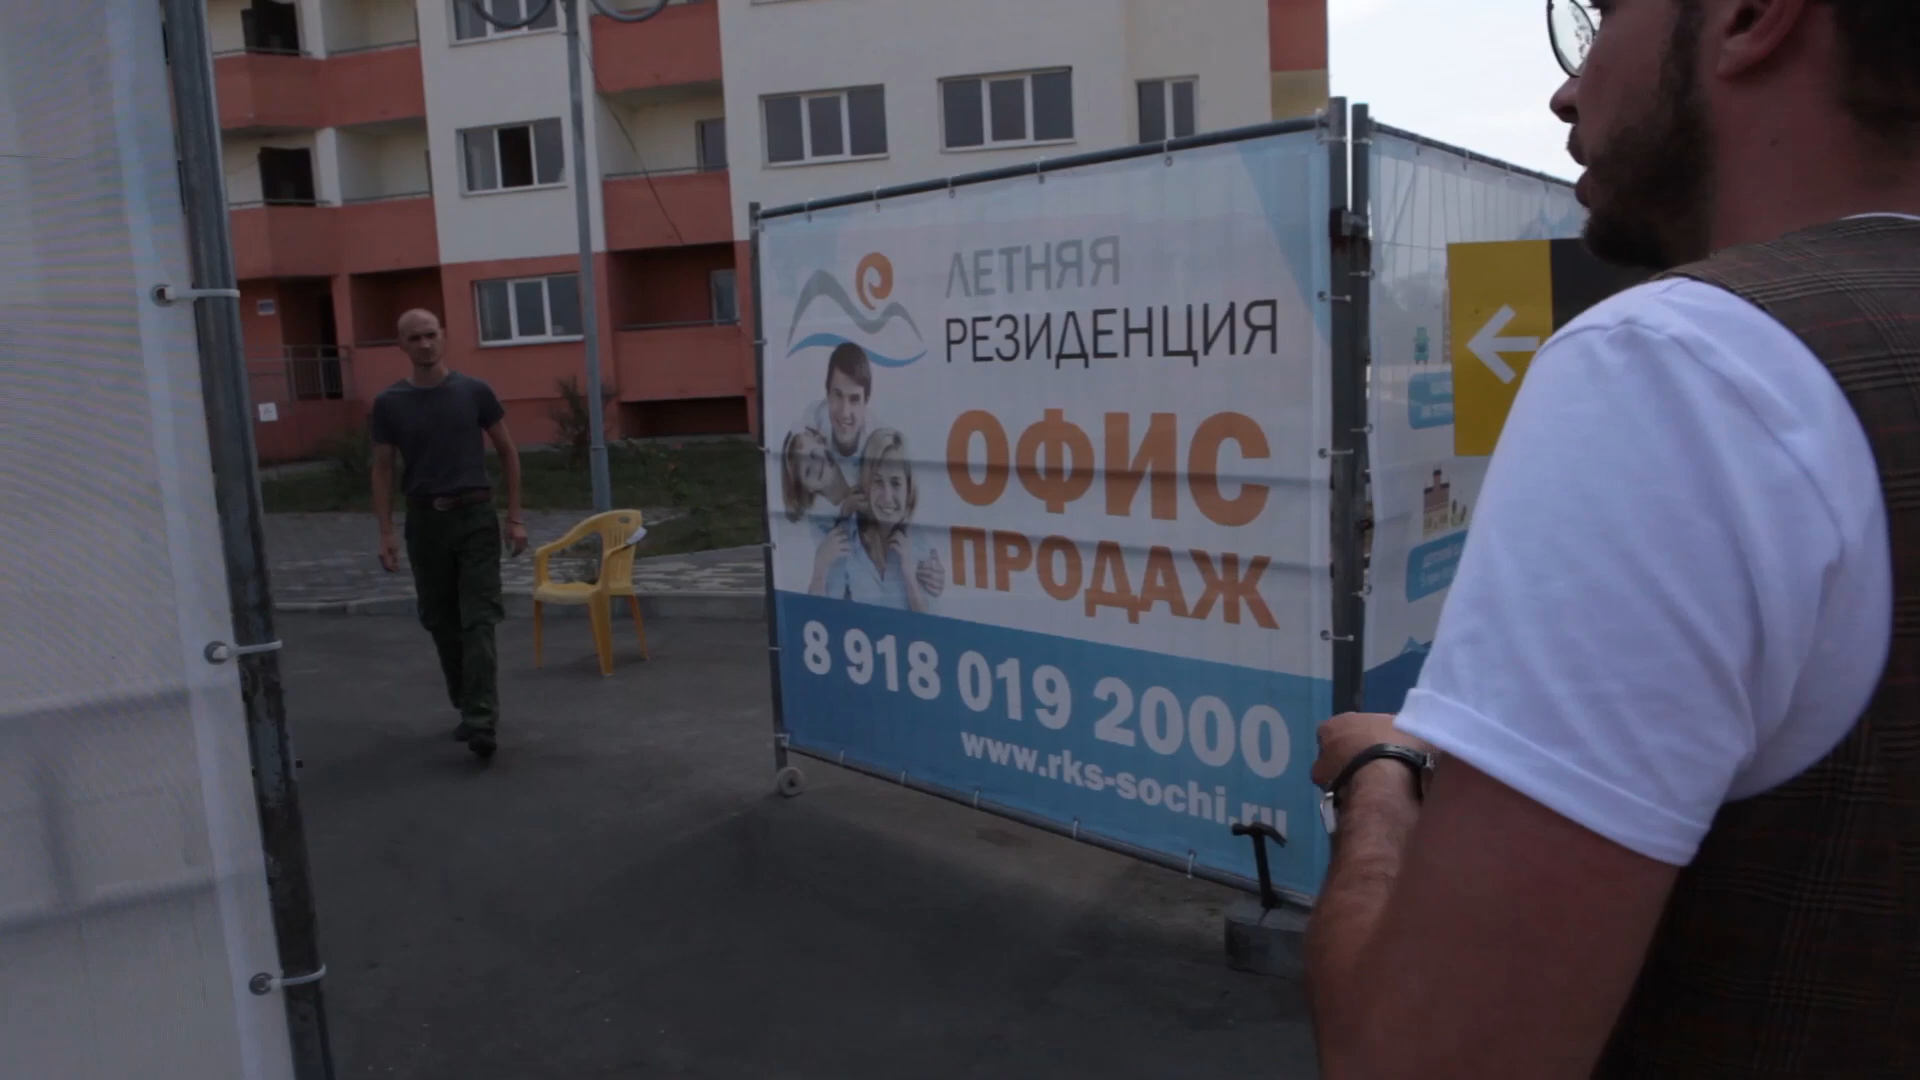 ЛЕТНЯЯ
РЕЗИДЕНЦИЯ
ОФИС
ПРОДАЖ
8 918 019 2000
www.rks-sochi.ru